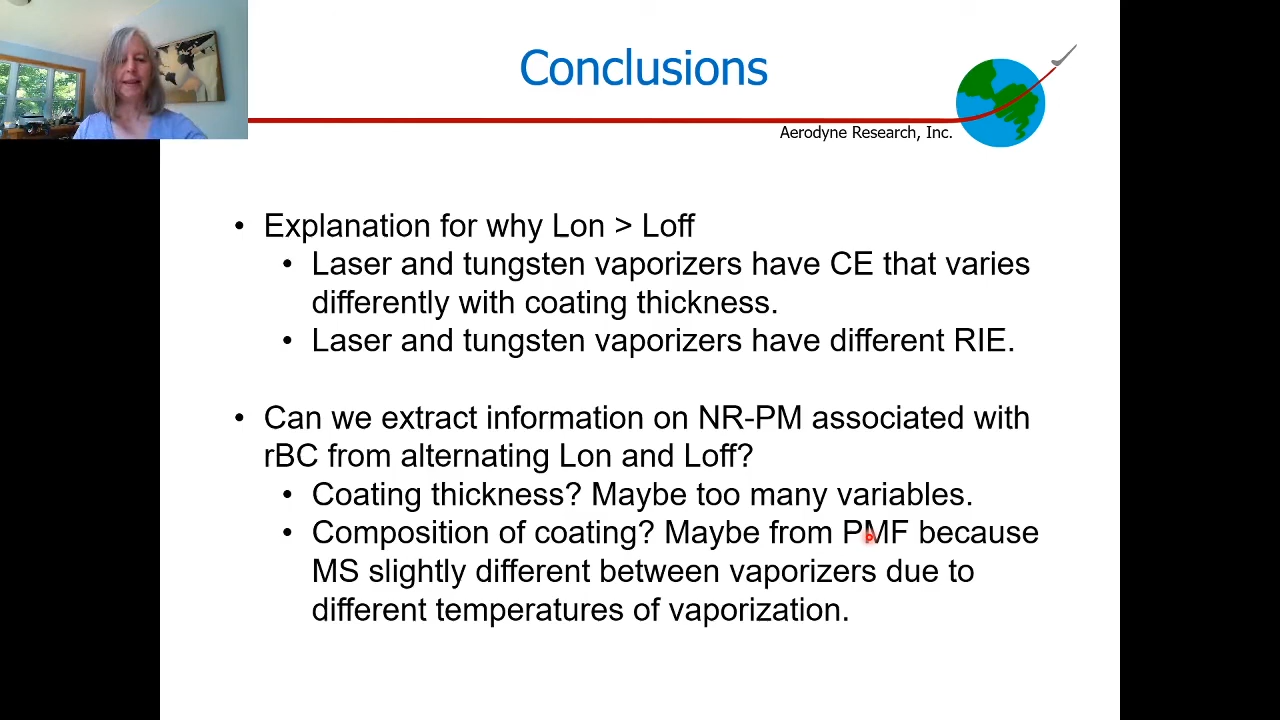 Conclusions
Aerodyne Research, Inc.
• Explanation for why Lon > Loff
• Laser and tungsten vaporizers have CE that varies
differently with coating thickness.
• Laser and tungsten vaporizers have different RIE.
• Can we extract information on NR-PM associated with
rBC from alternating Lon and Loff?
• Coating thickness? Maybe too many variables.
• Composition of coating? Maybe from PMF because
MS slightly different between vaporizers due to
different temperatures of vaporization.